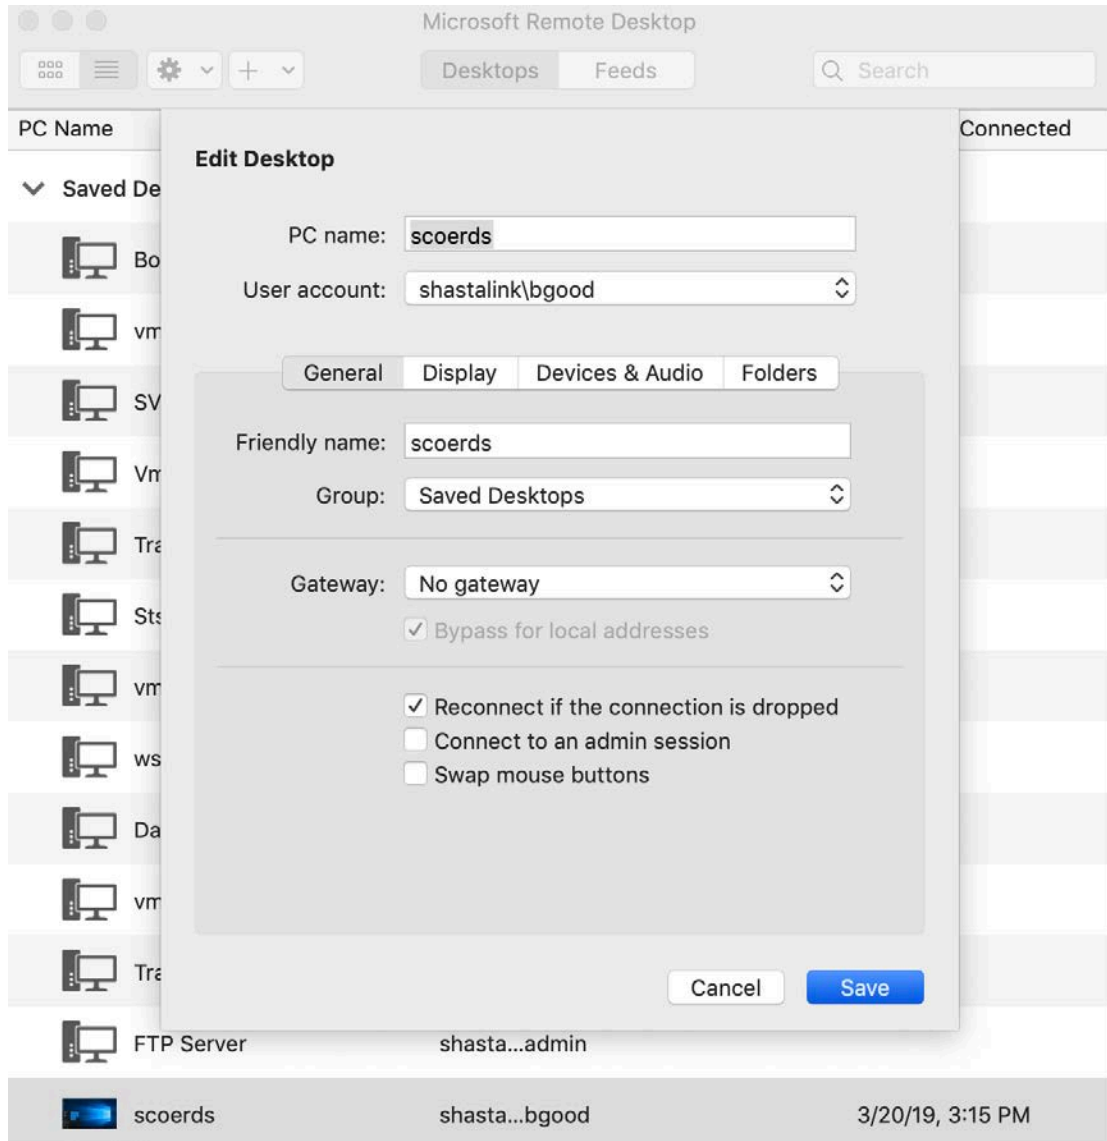 Microsoft Remote Desktop
Desktops Feeds Search
PC Name Connected
Edit Desktop
Saved De
PC name: scoerds
Bo
User account: shastalink\bgood
vm
General Display Devices & Audio Folders
SV
Friendly name: scoerds
Vm
Group: Saved Desktops
Tra
Gateway: No gateway
Sts
Bypass for local addresses
vm
Reconnect if the connection is dropped
Connect to an admin session
ws
Swap mouse buttons
Da
vm
Tra
Cancel Save
FTP Server shasta...admin
scoerds shasta...bgood 3/20/19, 3:15 PM